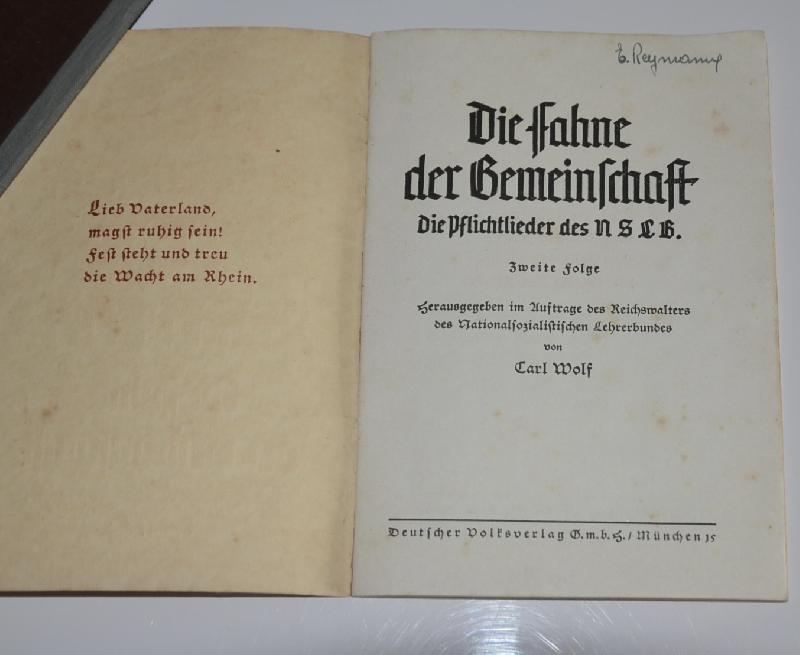 Lieb Vaterland,
magst ruhig sein!
Fest steht und treu
die Wacht am Rhein.
E. Reymann
Die Fahne
der Gemeinschaft
Die Pflichtlieder des N S L B.
Zweite Folge
Herausgegeben im Auftrage des Reichswalters
des Nationalsozialistischen Lehrerbundes
von
Carl Wolf
Deutscher Volksverlag G.m.b.H. / München 15